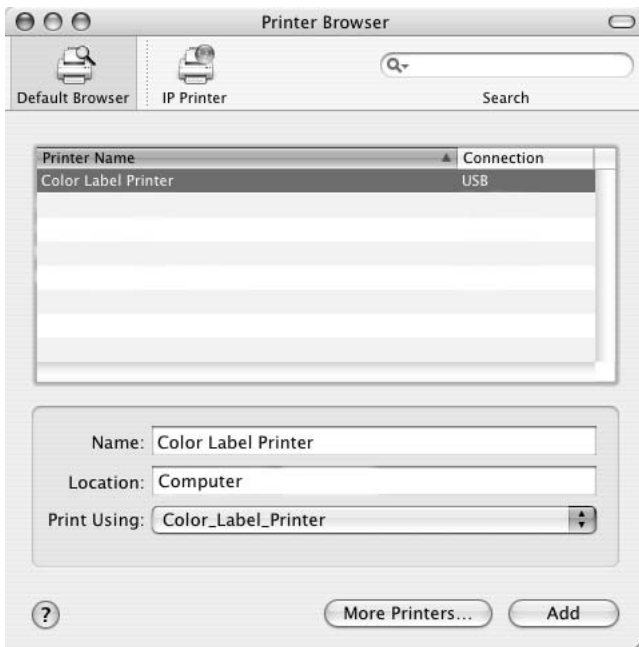 Printer Browser
Default Browser
IP Printer
Search
Printer Name Connection
Color Label Printer USB
Name: Color Label Printer
Location: Computer
Print Using: Color_Label_Printer
? More Printers... Add